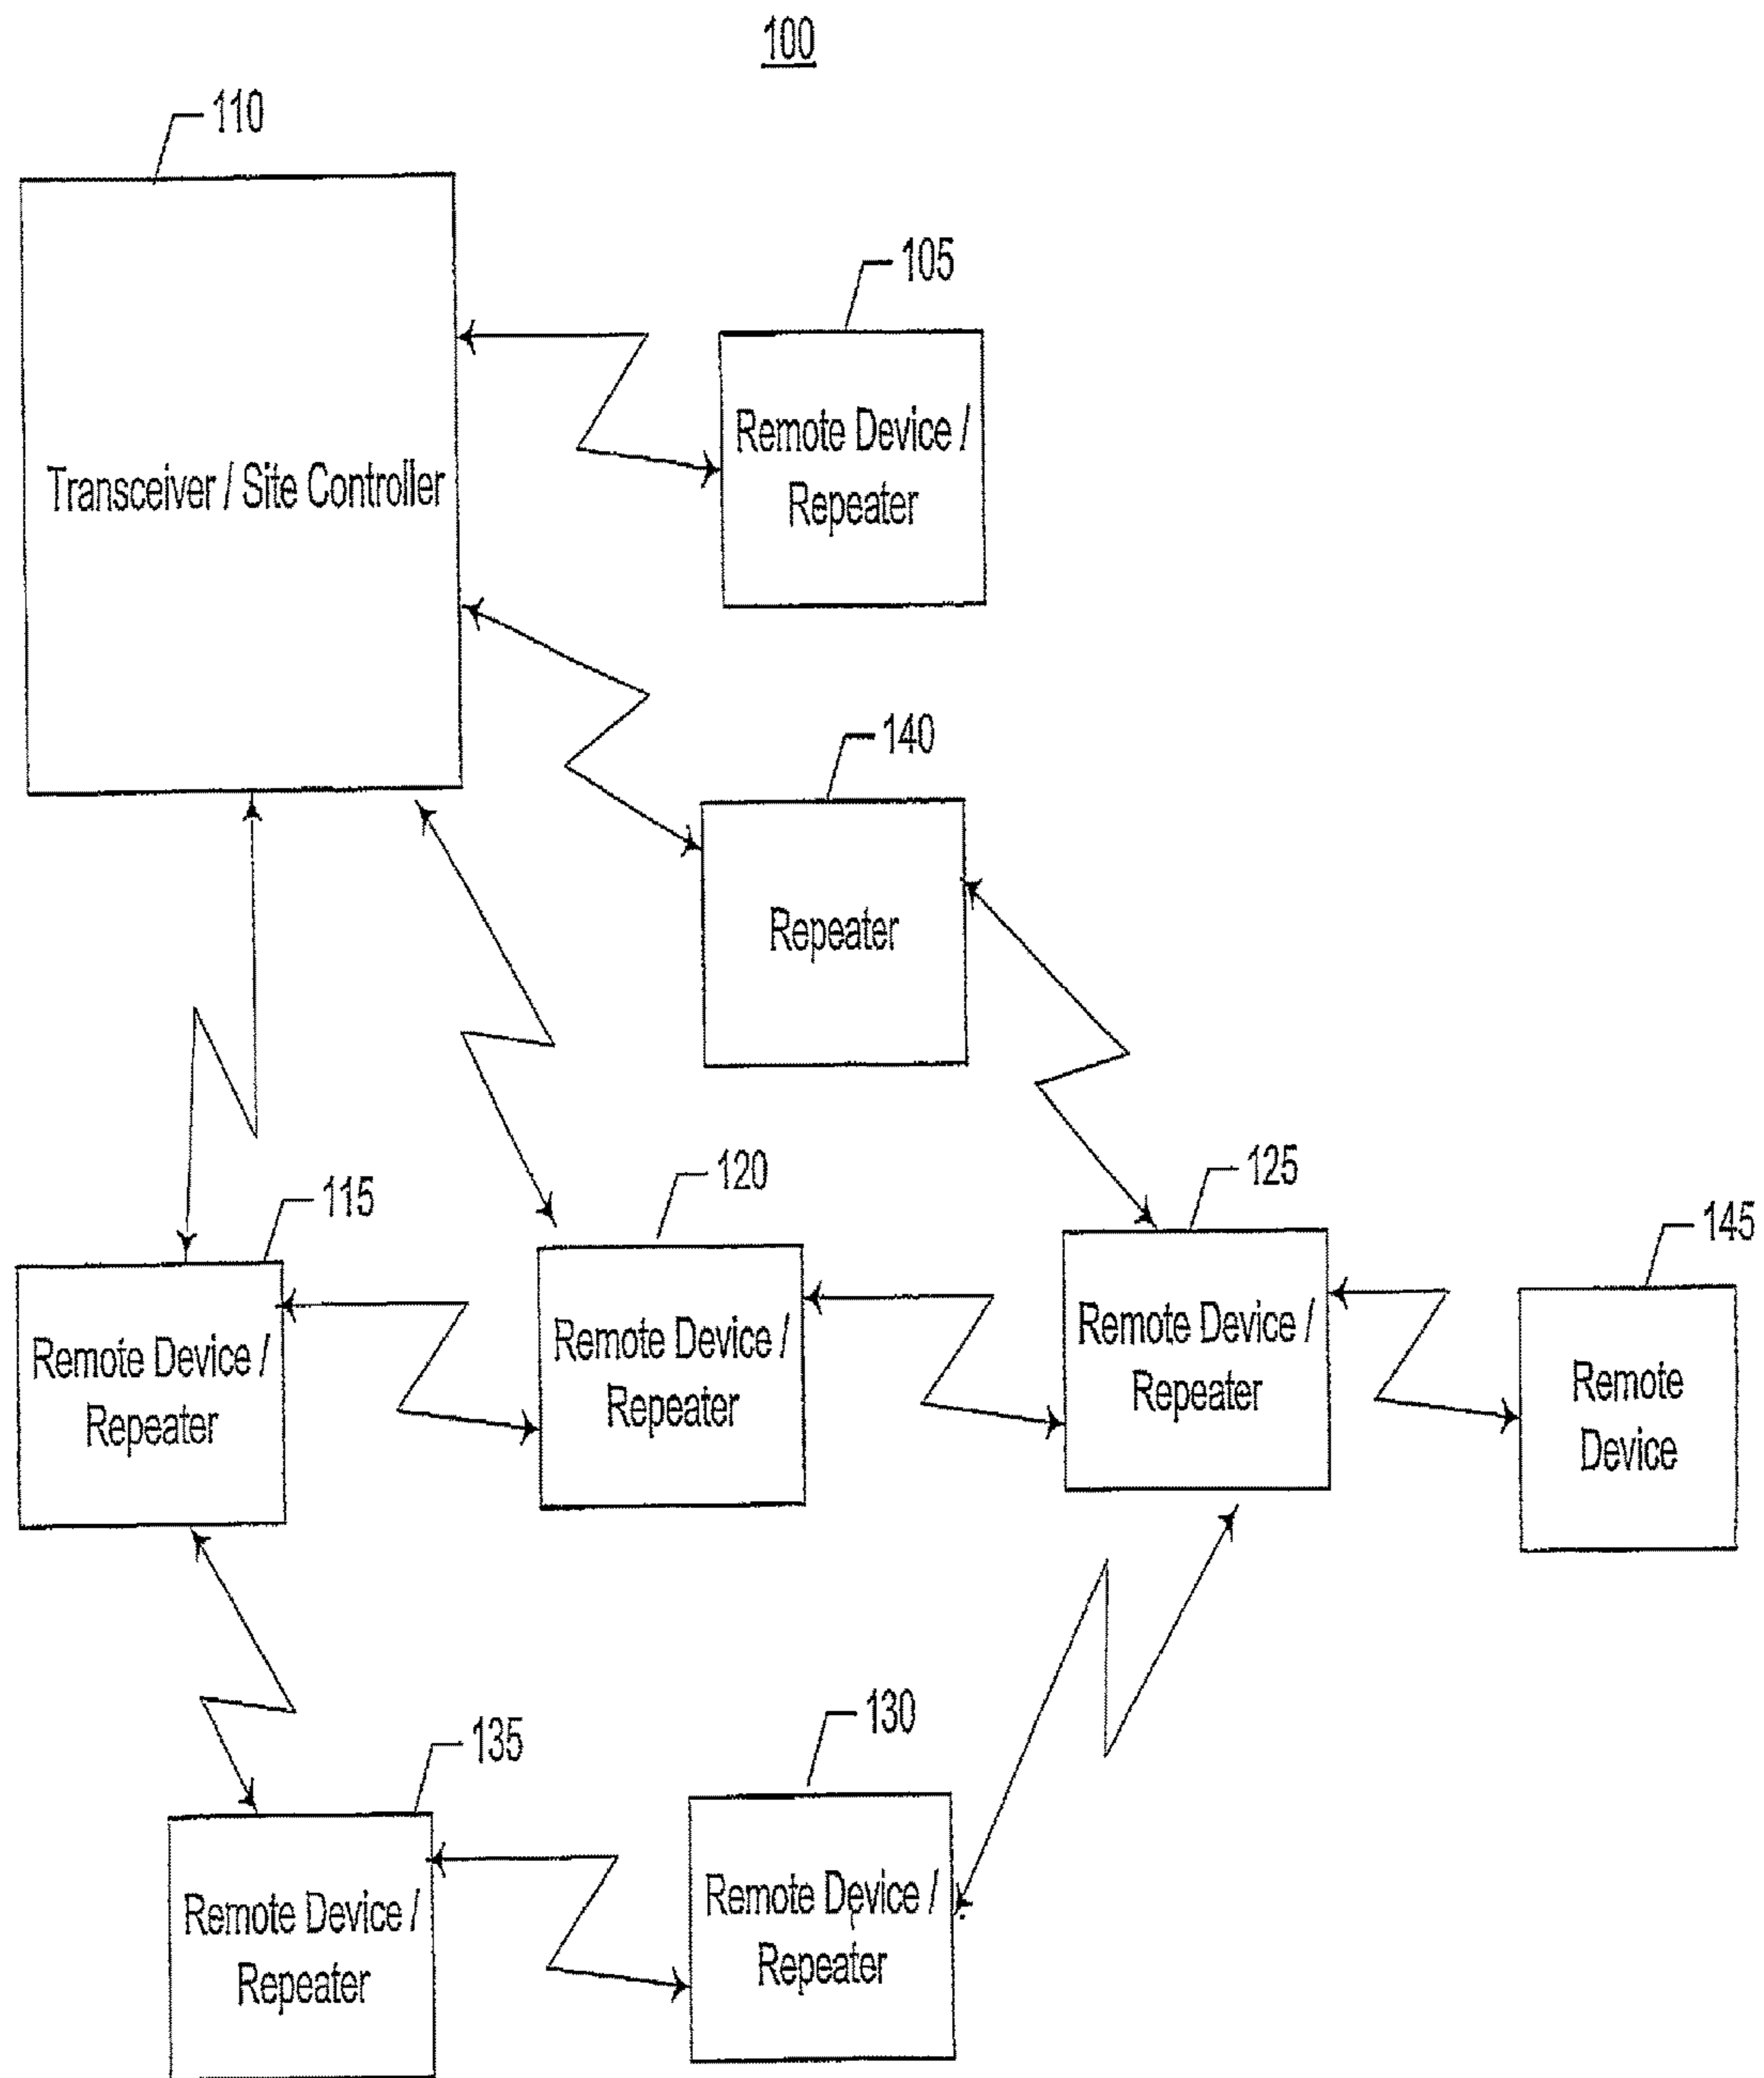 100
110
105
Transceiver / Site Controller
Remote Device /
Repeater
140
Repeater
115
120
125
145
Remote Device /
Repeater
Remote Device /
Repeater
Remote Device /
Repeater
Remote
Device
135
130
Remote Device /
Repeater
Remote Device /
Repeater